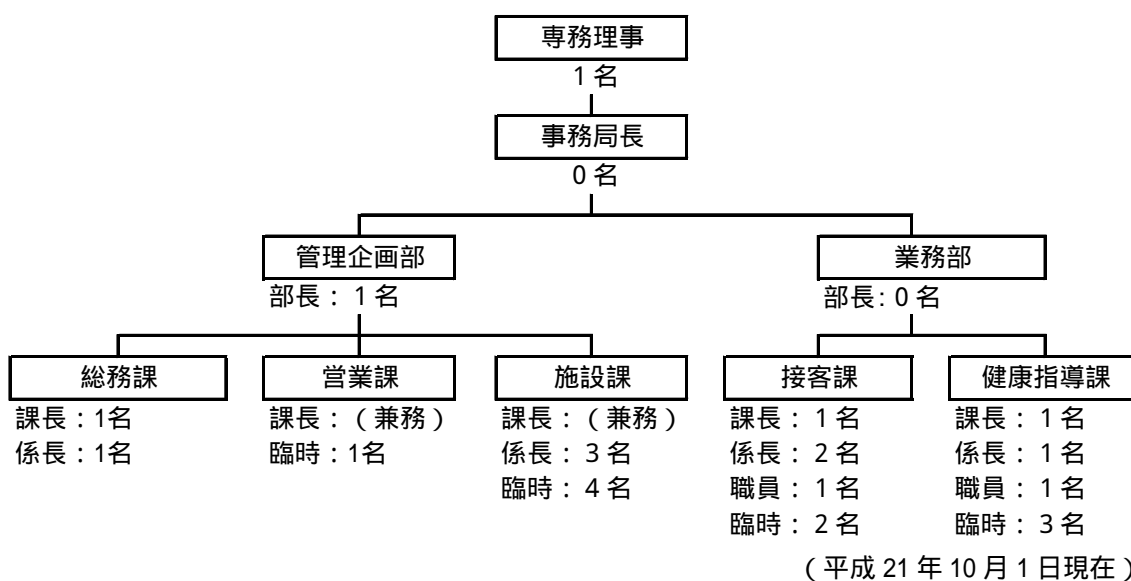 専務理事
1名
事務局長
0名
管理企画部
部長：1名
業務部
部長：0名
総務課
課長：1名
係長：1名
営業課
課長：（兼務）
臨時：1名
施設課
課長：（兼務）
係長：3名
臨時：4名
接客課
課長：1名
係長：2名
職員：1名
臨時：2名
健康指導課
課長：1名
係長：1名
職員：1名
臨時：3名
（平成21年10月1日現在）